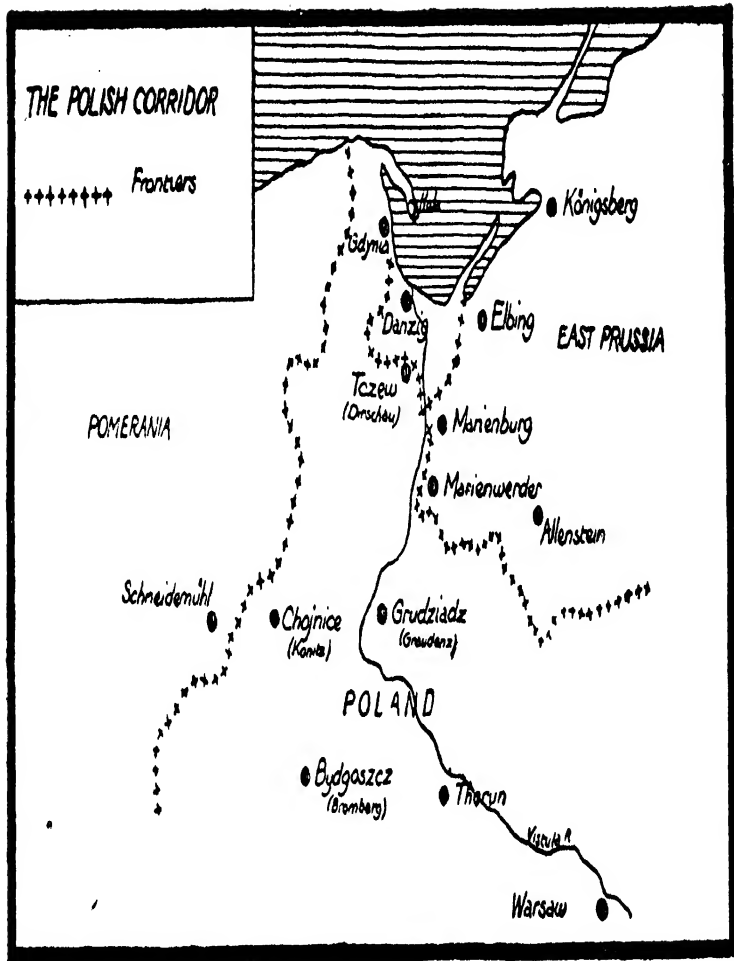 THE POLISH CORRIDOR
Frontiers
Hela
Königsberg
Gdynia
Danzig
Elbing
EAST PRUSSIA
Tczew
(Dirschau)
POMERANIA
Marienburg
Marienwerder
Allenstein
Schneidemühl
Chojnice
(Konitz)
Grudziadz
(Graudenz)
POLAND
Bydgoszcz
(Bromberg)
Thorun
Vistula R.
Warsaw